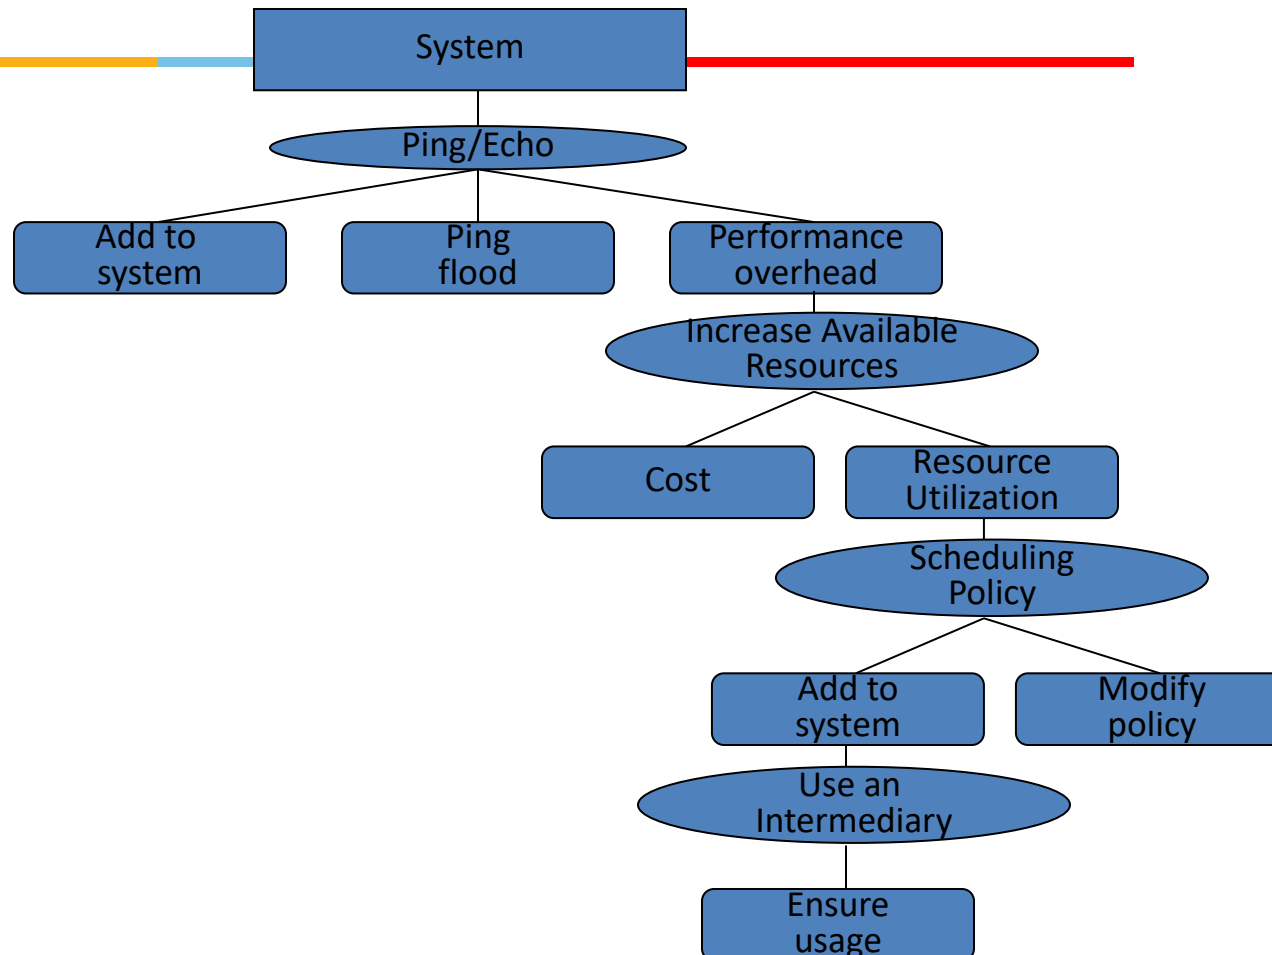 System
Ping/Echo
Add to
system
Ping
flood
Performance
overhead
Increase Available
Resources
Cost
Resource
Utilization
Scheduling
Policy
Add to
system
Modify
policy
Use an
Intermediary
Ensure
usage